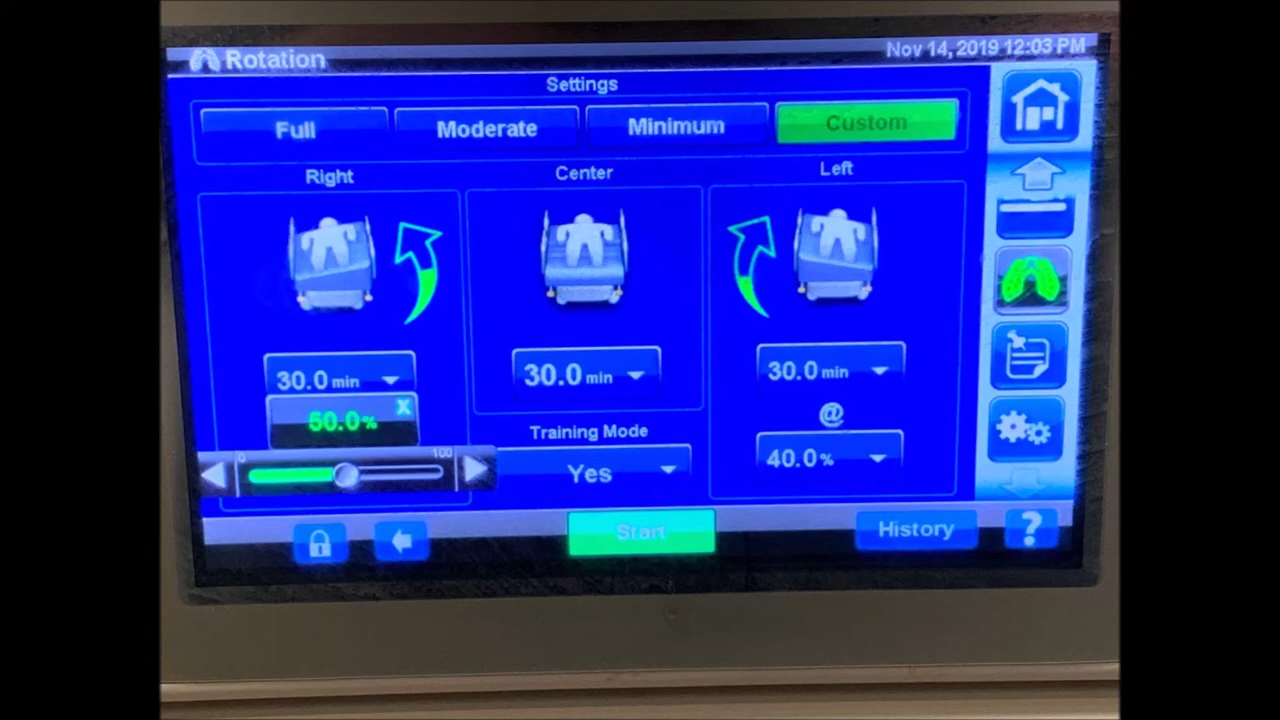 Rotation Nov 14, 2019 12:03 PM
Settings
Full Moderate Minimum Custom
Right Center Left
30.0 min 30.0 min 30.0 min
50.0% X @
Training Mode
0 100 Yes 40.0%
Start History ?